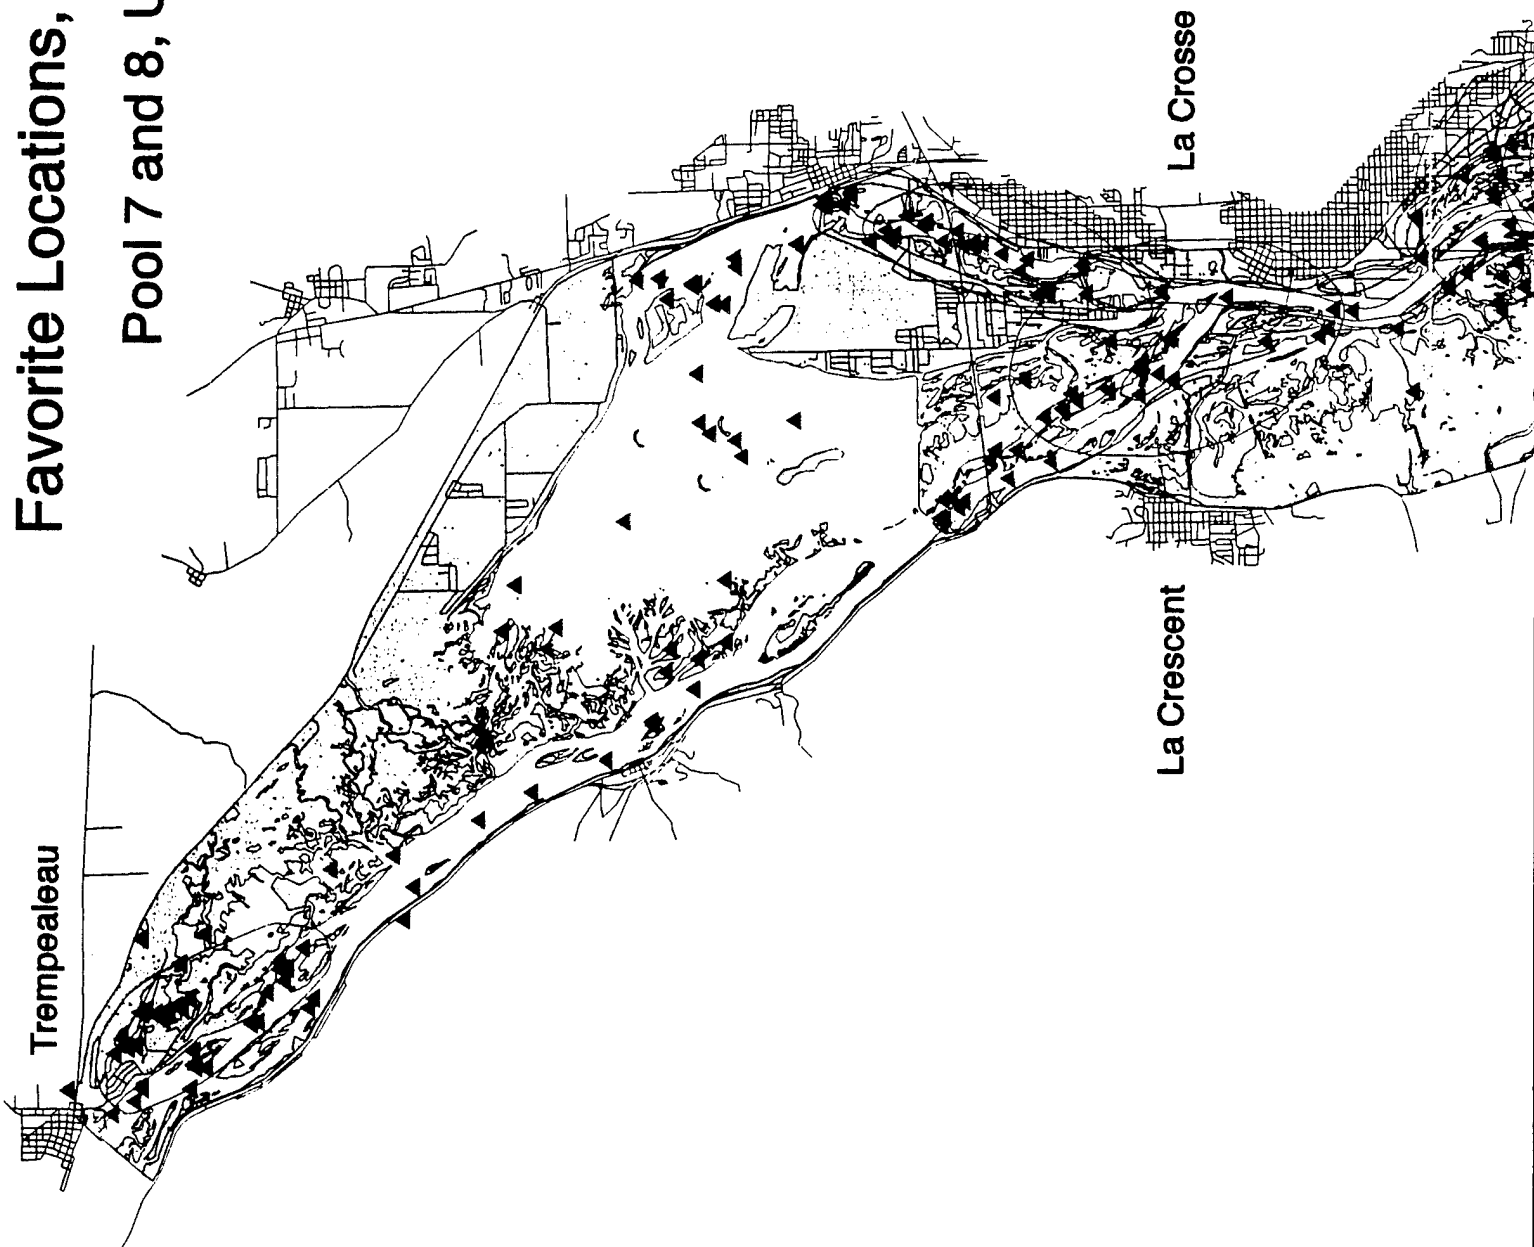 Favorite Locations,
Pool 7 and 8, U
Trempealeau
La Crosse
La Crescent